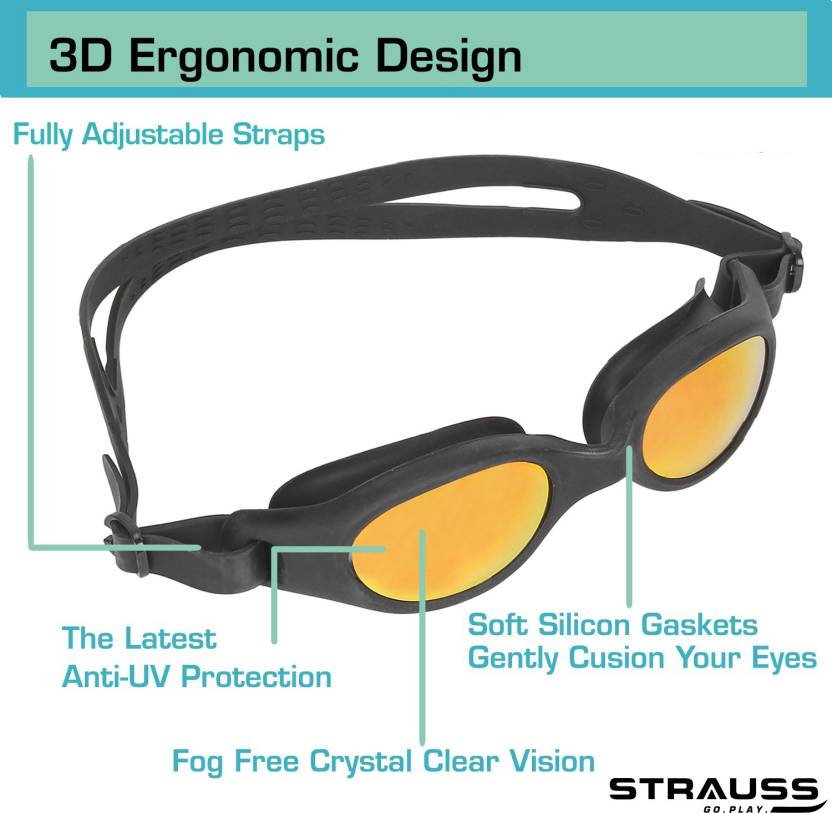 3D Ergonomic Design
Fully Adjustable Straps
The Latest
Anti-UV Protection
Soft Silicon Gaskets
Gently Cusion Your Eyes
Fog Free Crystal Clear Vision
STRAUSS
GO.PLAY.